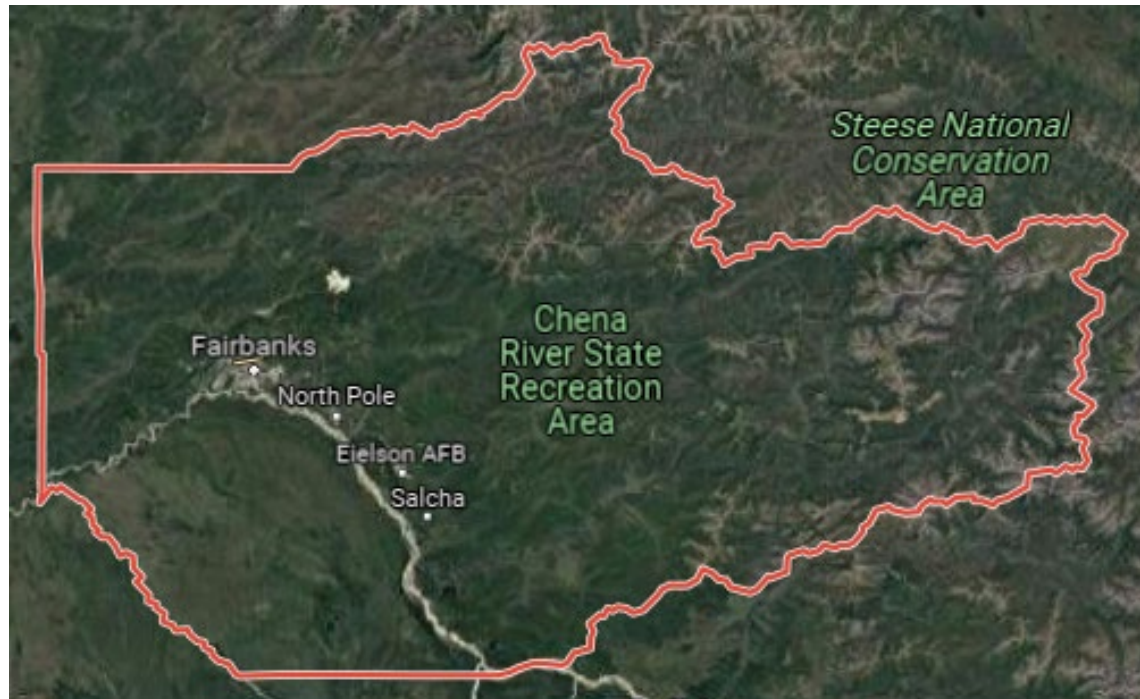 Steese National
Conservation
Area
Chena
River State
Recreation
Area
Fairbanks
North Pole
Eielson AFB
Salcha